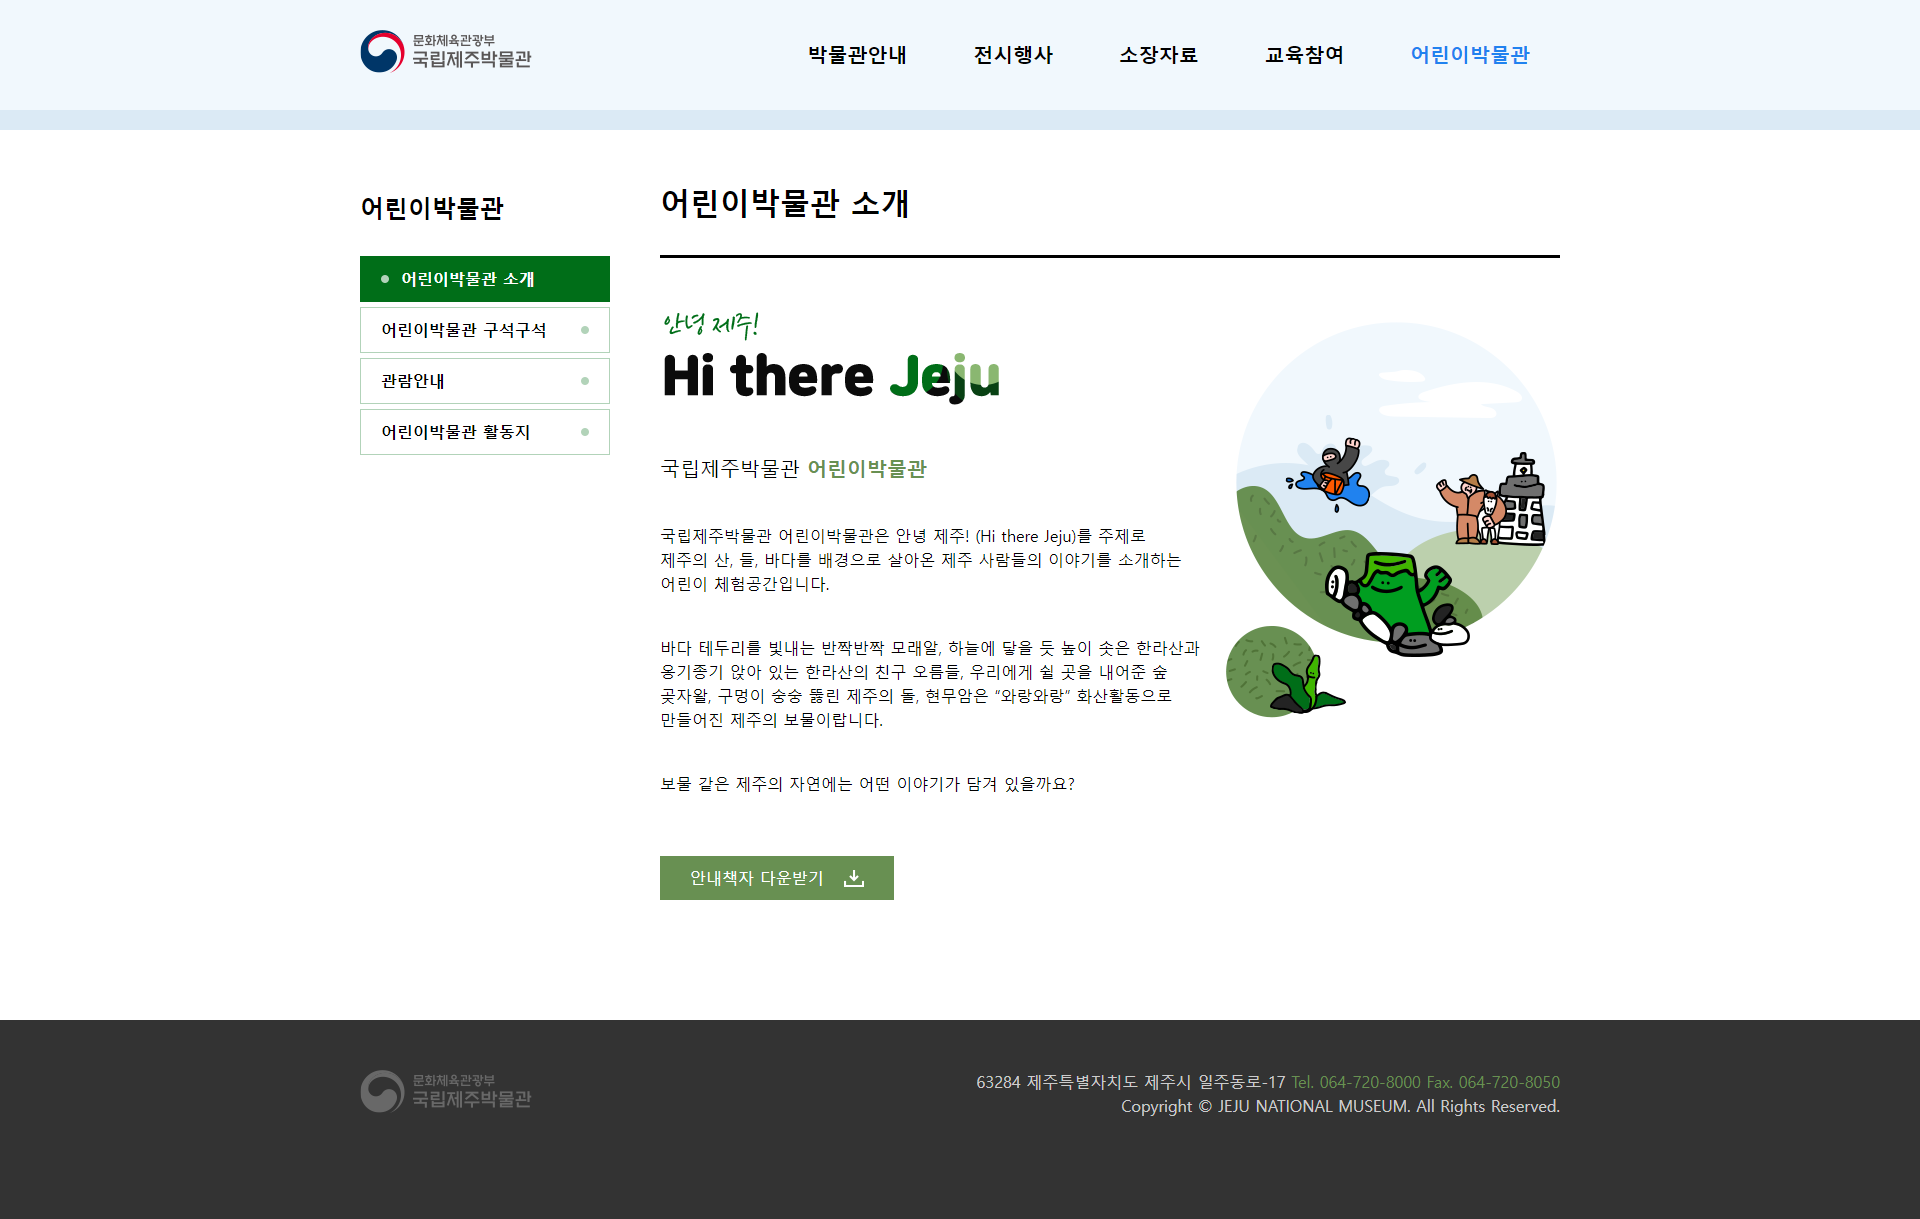 문화체육관광부
국립제주박물관
박물관안내 전시행사 소장자료 교육참여 어린이박물관
어린이박물관
어린이박물관 소개
어린이박물관 구석구석
관람안내
어린이박물관 활동지
어린이박물관 소개
안녕 제주!
Hi there Jeju
국립제주박물관 어린이박물관
국립제주박물관 어린이박물관은 안녕 제주! (Hi there Jeju)를 주제로
제주의 산, 들, 바다를 배경으로 살아온 제주 사람들의 이야기를 소개하는
어린이 체험공간입니다.
바다 테두리를 빛내는 반짝반짝 모래알, 하늘에 닿을 듯 높이 솟은 한라산과
옹기종기 앉아 있는 한라산의 친구 오름들, 우리에게 쉴 곳을 내어준 숲
곶자왈, 구멍이 숭숭 뚫린 제주의 돌, 현무암은 “와랑와랑” 화산활동으로
만들어진 제주의 보물이랍니다.
보물 같은 제주의 자연에는 어떤 이야기가 담겨 있을까요?
안내책자 다운받기
문화체육관광부
국립제주박물관
63284 제주특별자치도 제주시 일주동로-17 Tel. 064-720-8000 Fax. 064-720-8050
Copyright © JEJU NATIONAL MUSEUM. All Rights Reserved.